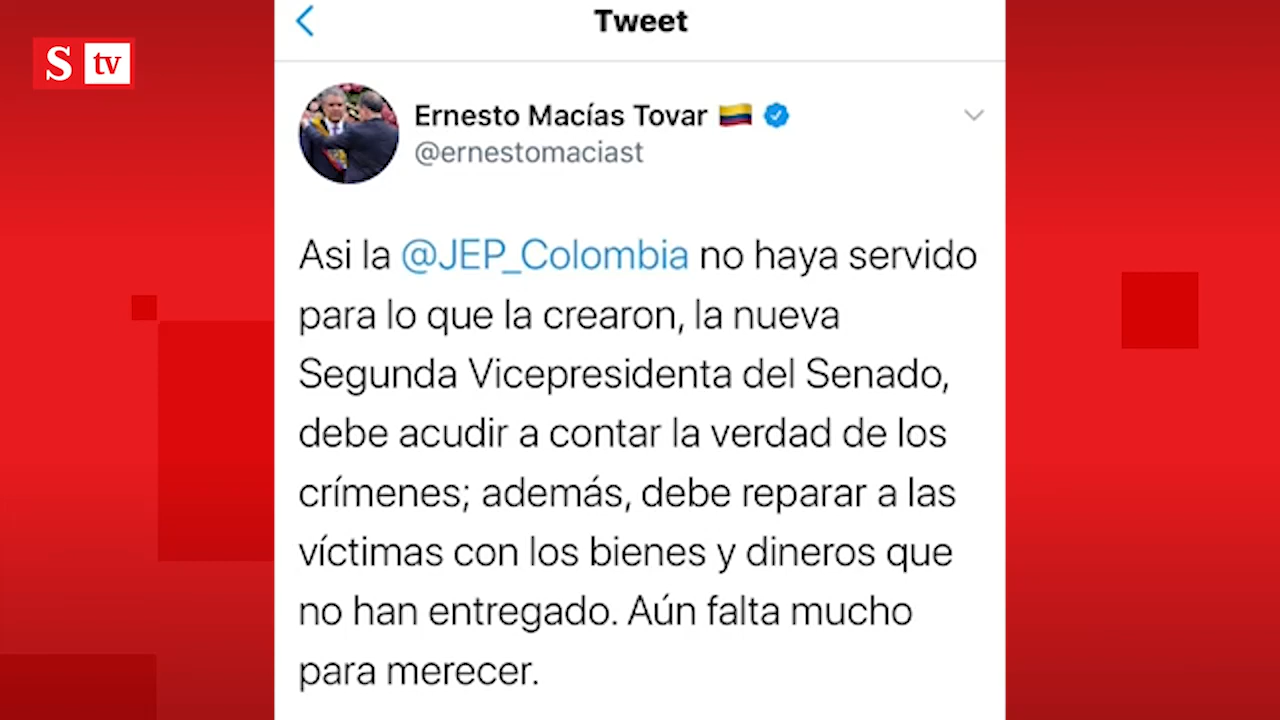 S tv
Tweet
Ernesto Macías Tovar
@ernestomaciast
Asi la @JEP_Colombia no haya servido
para lo que la crearon, la nueva
Segunda Vicepresidenta del Senado,
debe acudir a contar la verdad de los
crímenes; además, debe reparar a las
víctimas con los bienes y dineros que
no han entregado. Aún falta mucho
para merecer.